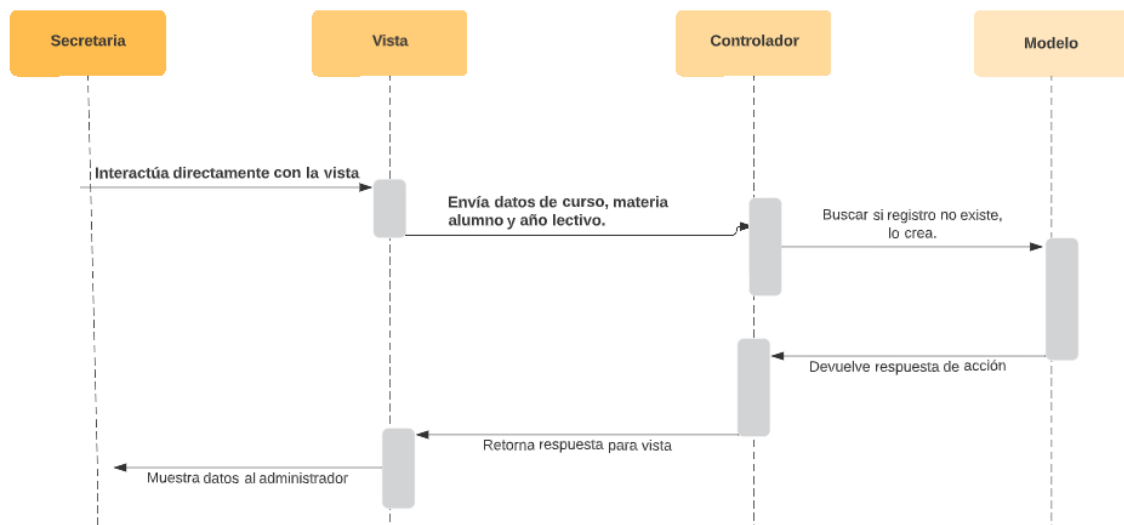 Secretaria
Vista
Controlador
Modelo
Interactúa directamente con la vista
Envía datos de curso, materia
alumno y año lectivo.
Buscar si registro no existe,
lo crea.
Devuelve respuesta de acción
Retorna respuesta para vista
Muestra datos al administrador